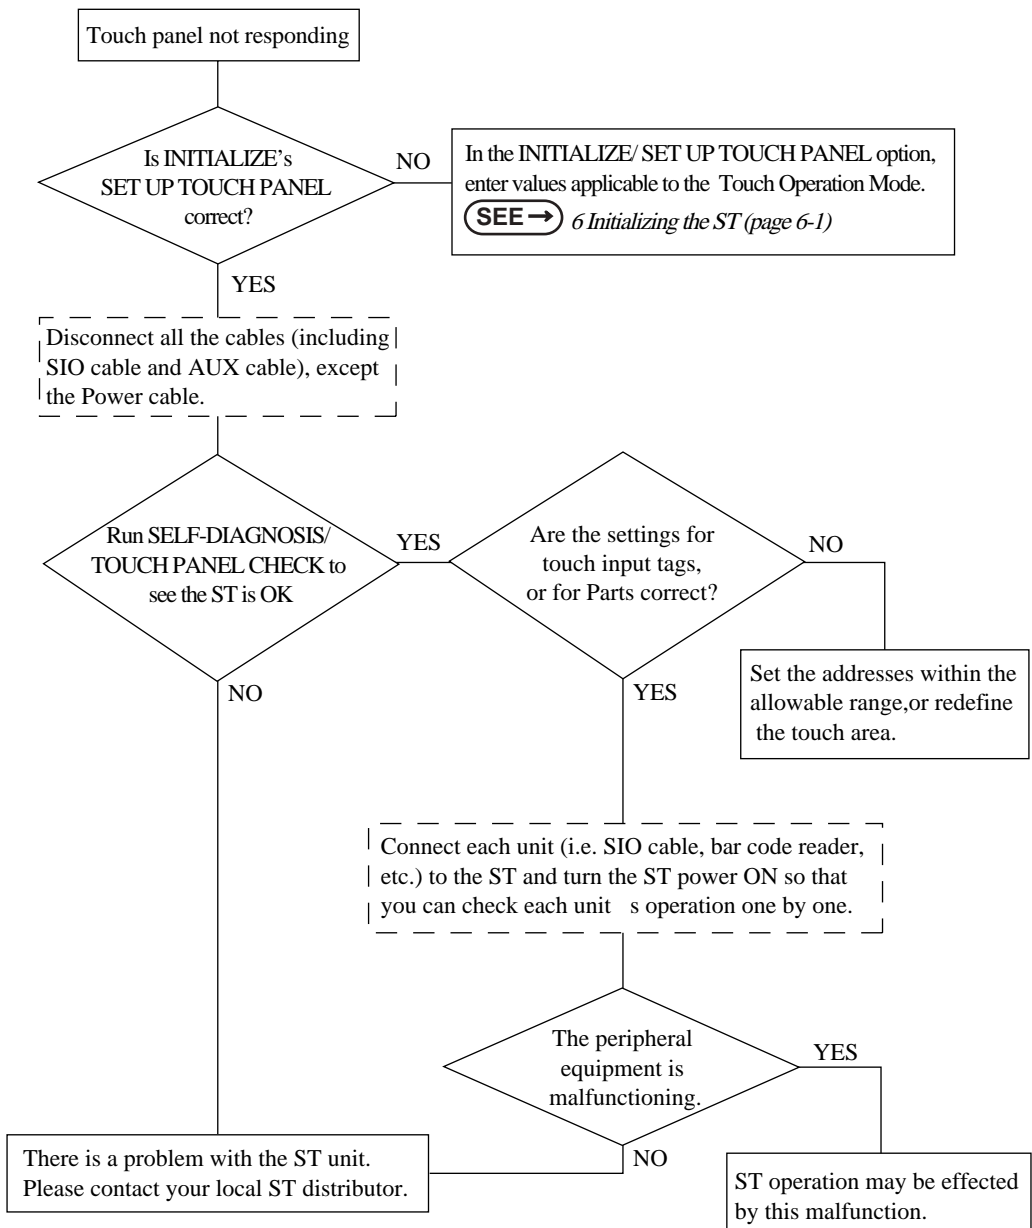 Touch panel not responding
Is INITIALIZE's
SET UP TOUCH PANEL
correct?
NO
In the INITIALIZE/ SET UP TOUCH PANEL option,
enter values applicable to the Touch Operation Mode.
SEE→ 6 Initializing the ST (page 6-1)
YES
Disconnect all the cables (including
SIO cable and AUX cable), except
the Power cable.
Run SELF-DIAGNOSIS/
TOUCH PANEL CHECK to
see the ST is OK
YES
Are the settings for
touch input tags,
or for Parts correct?
NO
Set the addresses within the
allowable range,or redefine
the touch area.
NO
YES
Connect each unit (i.e. SIO cable, bar code reader,
etc.) to the ST and turn the ST power ON so that
you can check each unit s operation one by one.
The peripheral
equipment is
malfunctioning.
YES
NO
There is a problem with the ST unit.
Please contact your local ST distributor.
ST operation may be effected
by this malfunction.